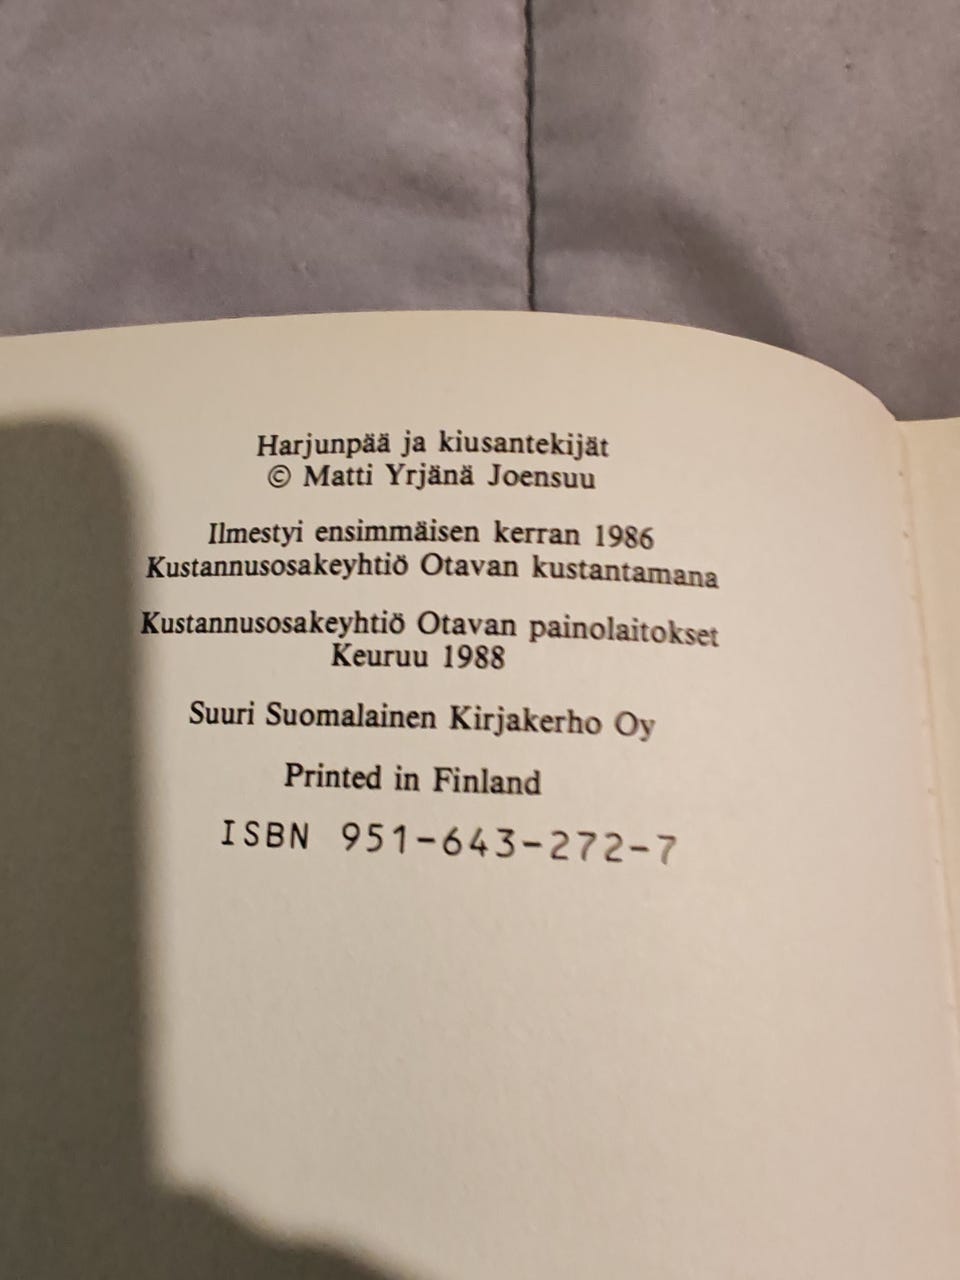 Harjunpää ja kiusantekijät
© Matti Yrjänä Joensuu
Ilmestyi ensimmäisen kerran 1986
Kustannusosakeyhtiö Otavan kustantamana
Kustannusosakeyhtiö Otavan painolaitokset
Keuruu 1988
Suuri Suomalainen Kirjakerho Oy
Printed in Finland
ISBN 951-643-272-7